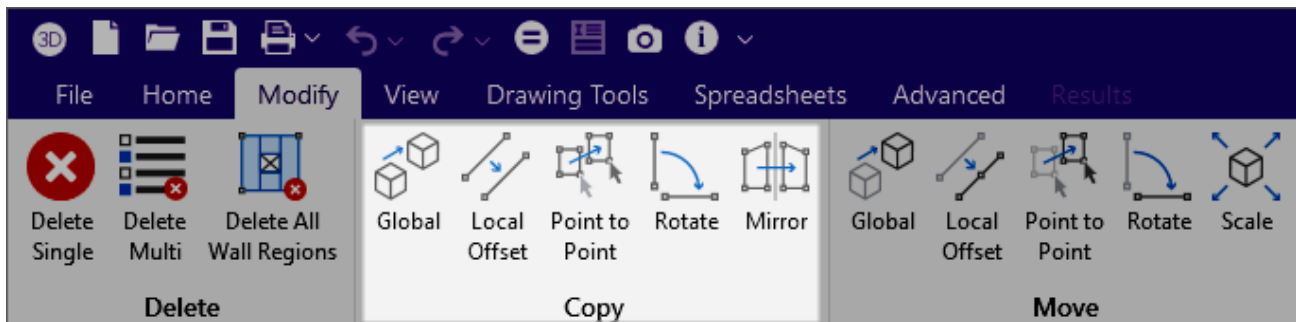 3D
File Home Modify View Drawing Tools Spreadsheets Advanced Results
Delete Single
Delete Multi
Delete All Wall Regions
Global
Local Offset
Point to Point
Rotate
Mirror
Global
Local Offset
Point to Point
Rotate
Scale
Delete
Copy
Move